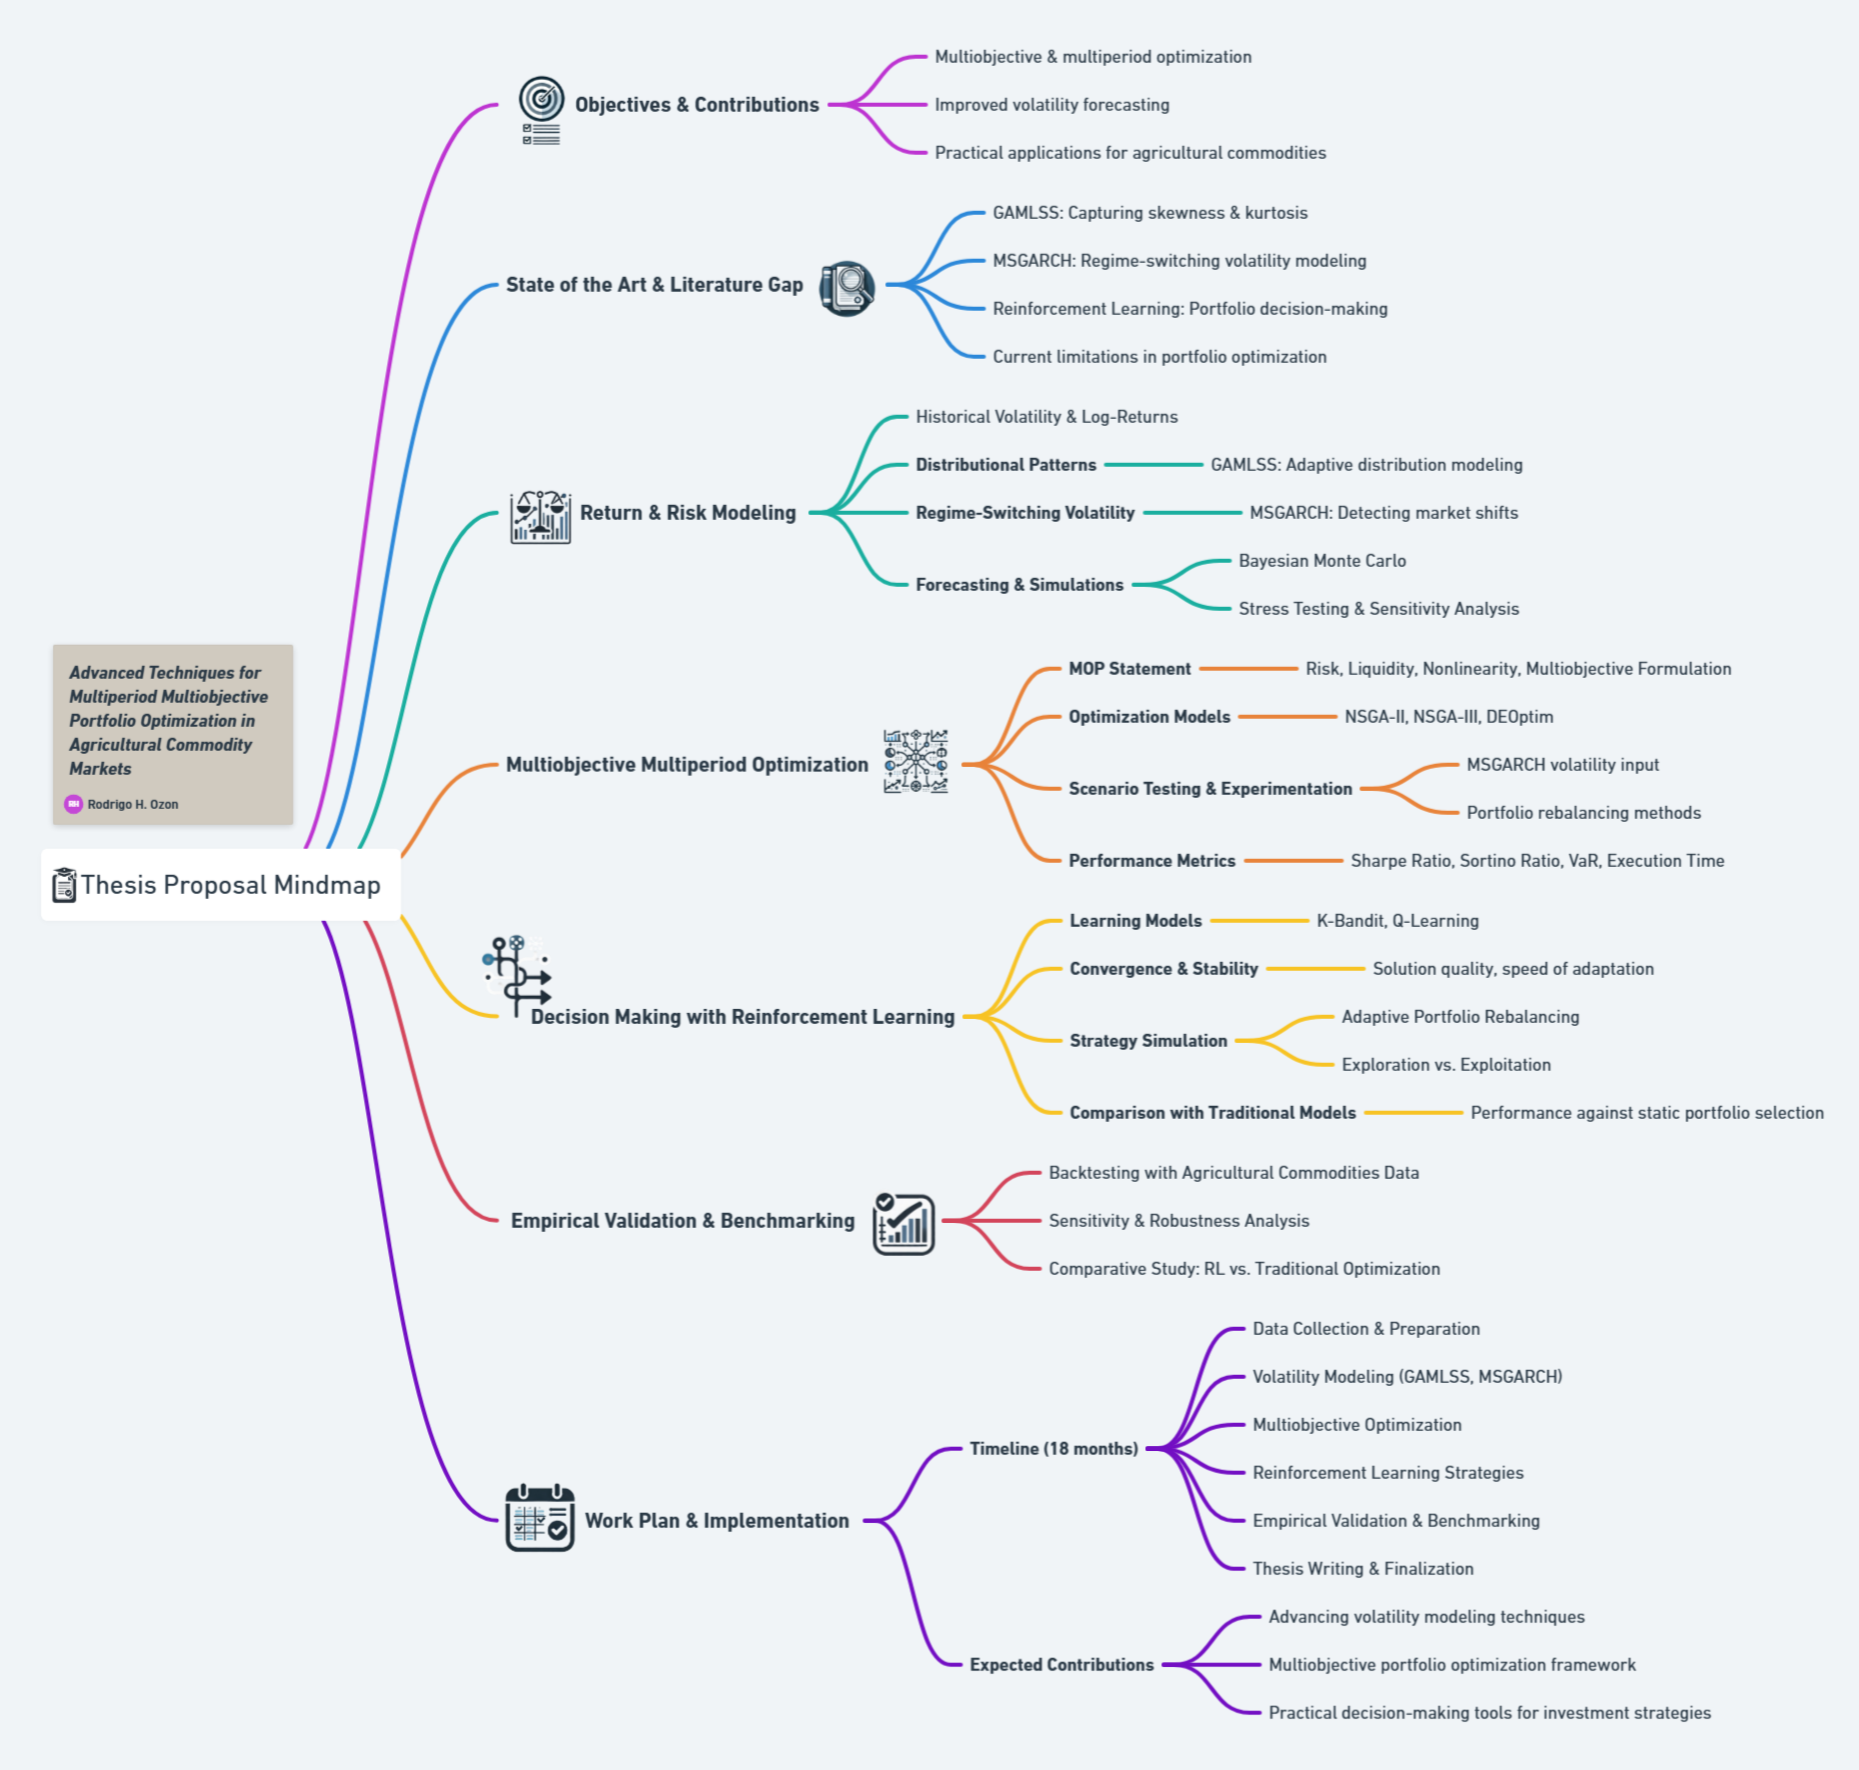 Advanced Techniques for
Multiperiod Multiobjective
Portfolio Optimization in
Agricultural Commodity
Markets
RH Rodrigo H. Ozon
Thesis Proposal Mindmap
Objectives & Contributions
Multiobjective & multiperiod optimization
Improved volatility forecasting
Practical applications for agricultural commodities
State of the Art & Literature Gap
GAMLSS: Capturing skewness & kurtosis
MSGARCH: Regime-switching volatility modeling
Reinforcement Learning: Portfolio decision-making
Current limitations in portfolio optimization
Return & Risk Modeling
Historical Volatility & Log-Returns
Distributional Patterns
GAMLSS: Adaptive distribution modeling
Regime-Switching Volatility
MSGARCH: Detecting market shifts
Forecasting & Simulations
Bayesian Monte Carlo
Stress Testing & Sensitivity Analysis
Multiobjective Multiperiod Optimization
MOP Statement
Risk, Liquidity, Nonlinearity, Multiobjective Formulation
Optimization Models
NSGA-II, NSGA-III, DEOptim
Scenario Testing & Experimentation
MSGARCH volatility input
Portfolio rebalancing methods
Performance Metrics
Sharpe Ratio, Sortino Ratio, VaR, Execution Time
Decision Making with Reinforcement Learning
Learning Models
K-Bandit, Q-Learning
Convergence & Stability
Solution quality, speed of adaptation
Strategy Simulation
Adaptive Portfolio Rebalancing
Exploration vs. Exploitation
Comparison with Traditional Models
Performance against static portfolio selection
Empirical Validation & Benchmarking
Backtesting with Agricultural Commodities Data
Sensitivity & Robustness Analysis
Comparative Study: RL vs. Traditional Optimization
Work Plan & Implementation
Timeline (18 months)
Data Collection & Preparation
Volatility Modeling (GAMLSS, MSGARCH)
Multiobjective Optimization
Reinforcement Learning Strategies
Empirical Validation & Benchmarking
Thesis Writing & Finalization
Expected Contributions
Advancing volatility modeling techniques
Multiobjective portfolio optimization framework
Practical decision-making tools for investment strategies